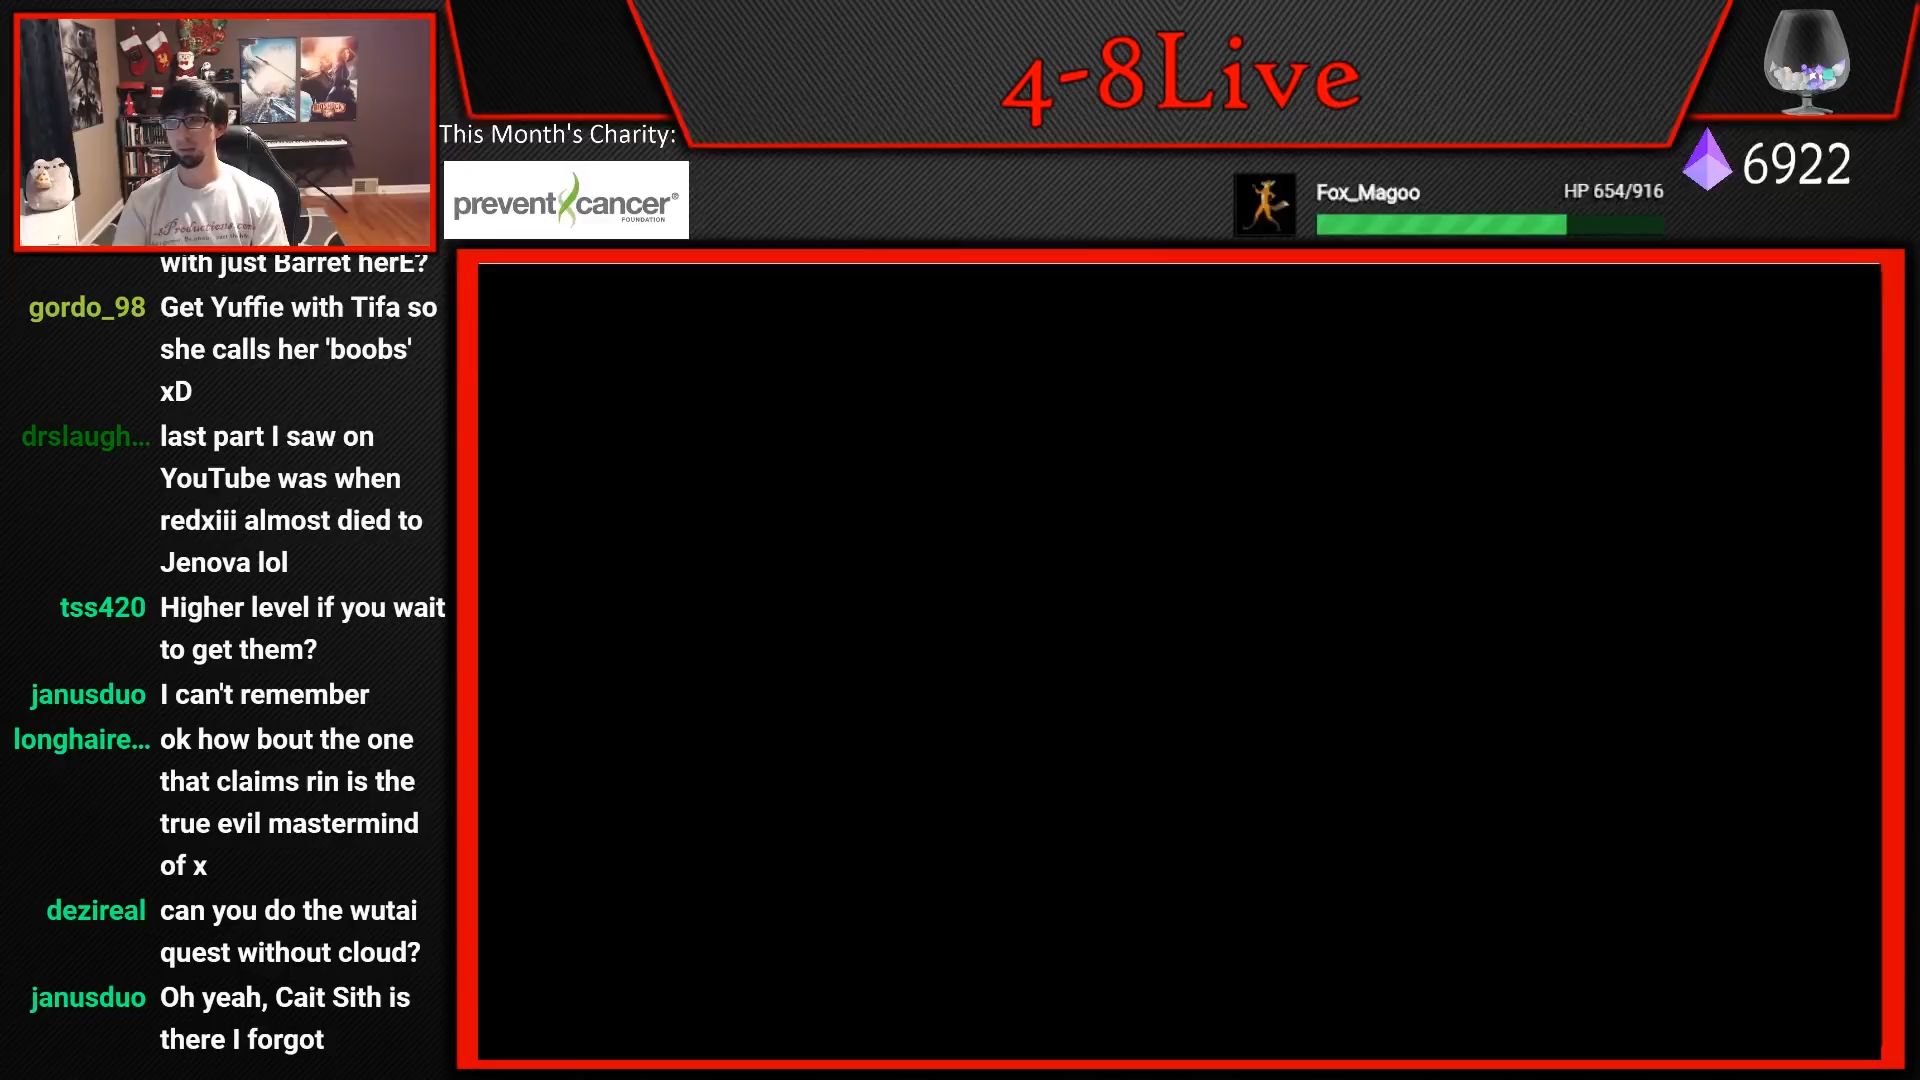 4-8Live
This Month's Charity:
prevent cancer®
FOUNDATION
6922
Fox_Magoo
HP 654/916
with just Barret herE?
gordo_98 Get Yuffie with Tifa so
she calls her 'boobs'
xD
drslaugh... last part I saw on
YouTube was when
redxiii almost died to
Jenova lol
tss420 Higher level if you wait
to get them?
janusduo I can't remember
longhaire... ok how bout the one
that claims rin is the
true evil mastermind
of x
dezireal can you do the wutai
quest without cloud?
janusduo Oh yeah, Cait Sith is
there I forgot